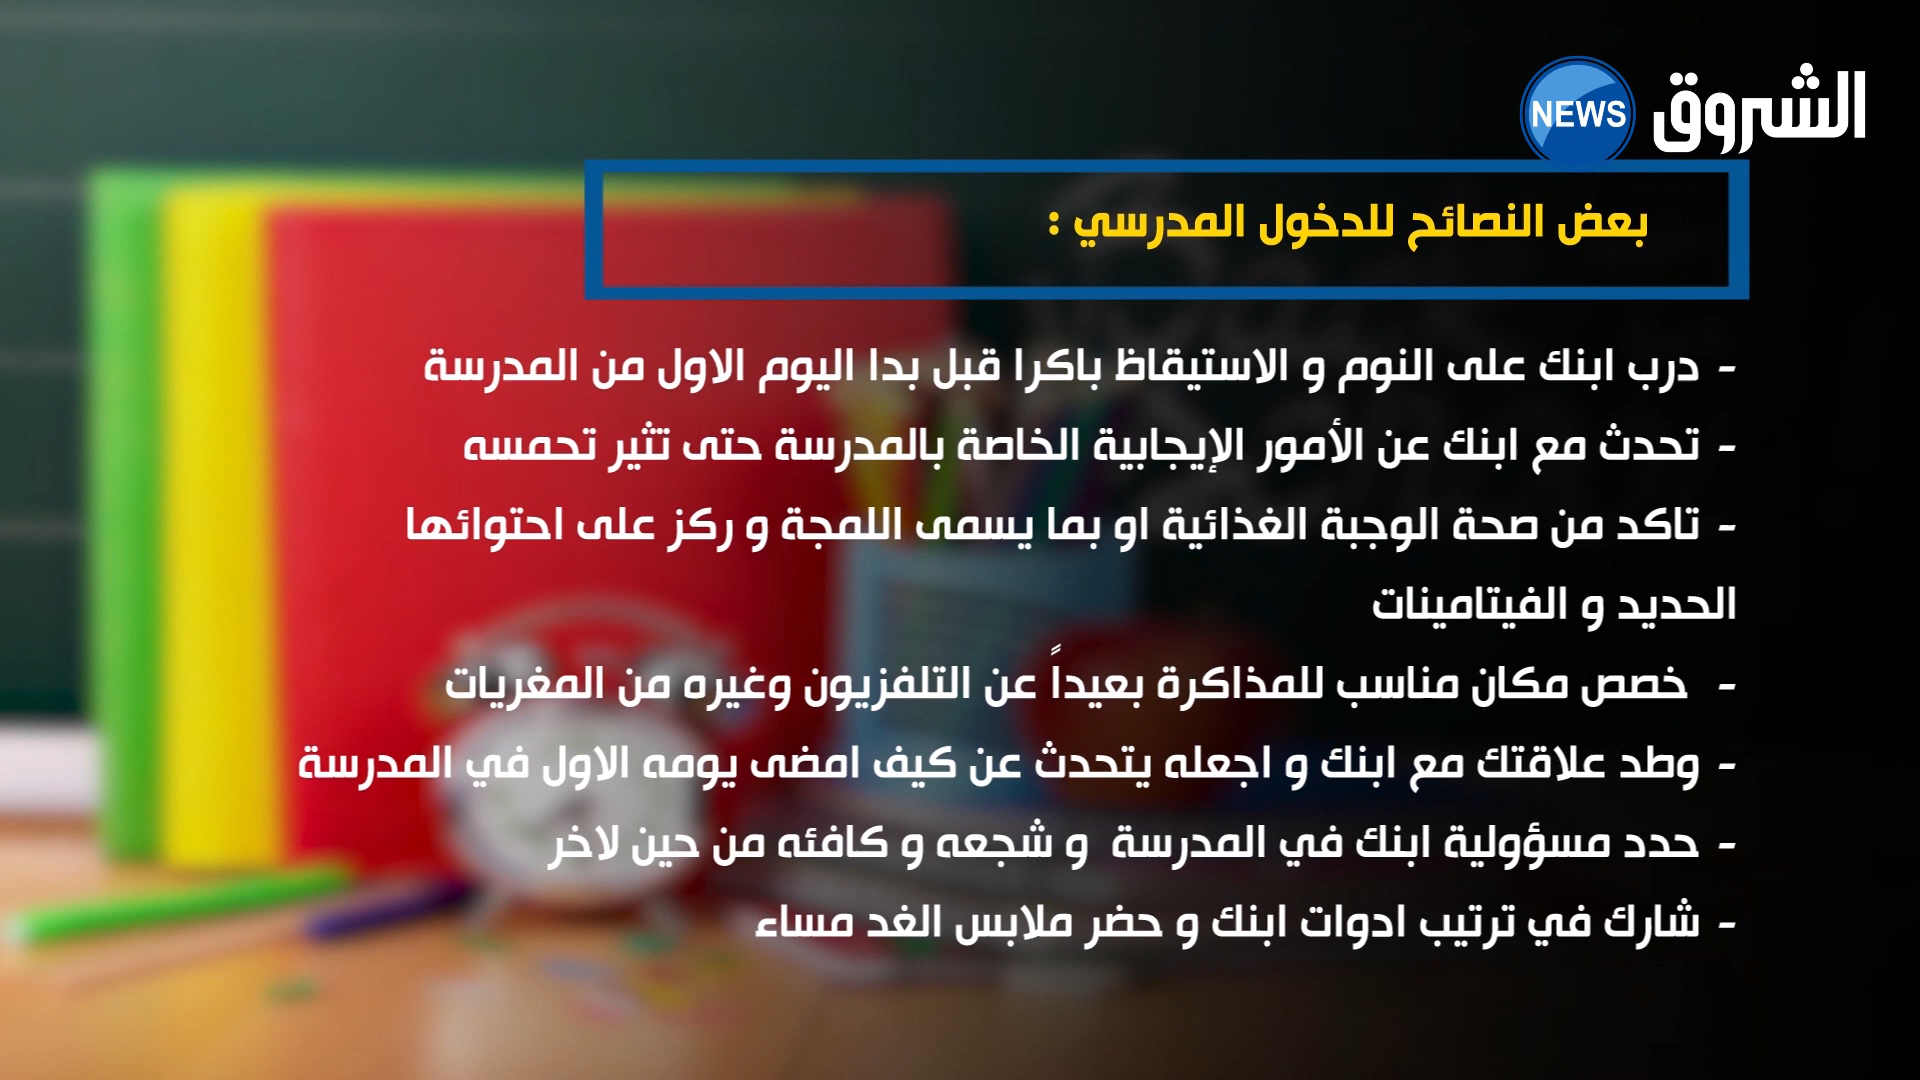 الشروق NEWS
بعض النصائح للدخول المدرسي :
- درب ابنك على النوم و الاستيقاظ باكرا قبل بدا اليوم الاول من المدرسة
- تحدث مع ابنك عن الأمور الإيجابية الخاصة بالمدرسة حتى تثير تحمسه
- تاكد من صحة الوجبة الغذائية او بما يسمى اللمجة و ركز على احتوائها
الحديد و الفيتامينات
- خصص مكان مناسب للمذاكرة بعيداً عن التلفزيون وغيره من المغريات
- وطد علاقتك مع ابنك و اجعله يتحدث عن كيف امضى يومه الاول في المدرسة
- حدد مسؤولية ابنك في المدرسة و شجعه و كافئه من حين لاخر
- شارك في ترتيب ادوات ابنك و حضر ملابس الغد مساء